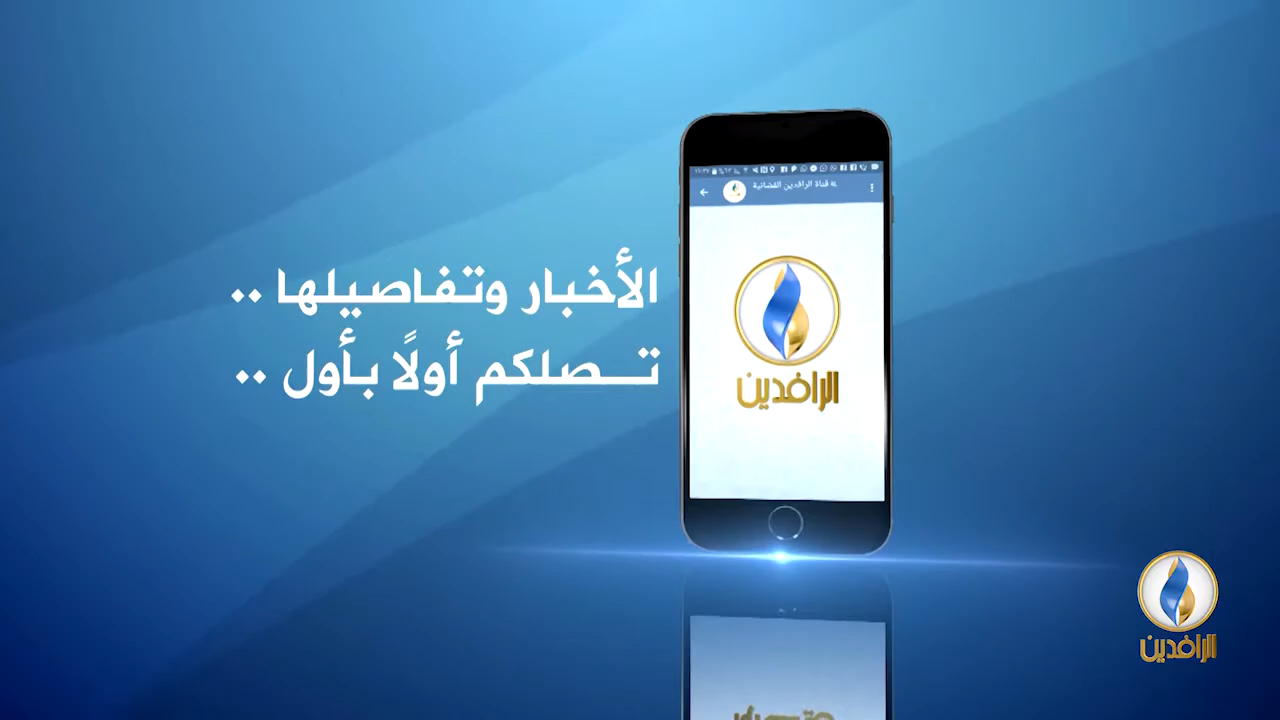 الأخبار وتفاصيلها ..
تـــصلكم أولًا بأول ..
قناة الرافدين الفضائية
الرافدين
الرافدين